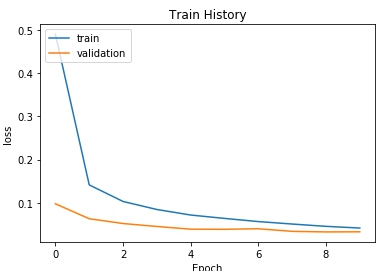 Train History
train
validation
loss
0.5
0.4
0.3
0.2
0.1
0 2 4 6 8
Epoch